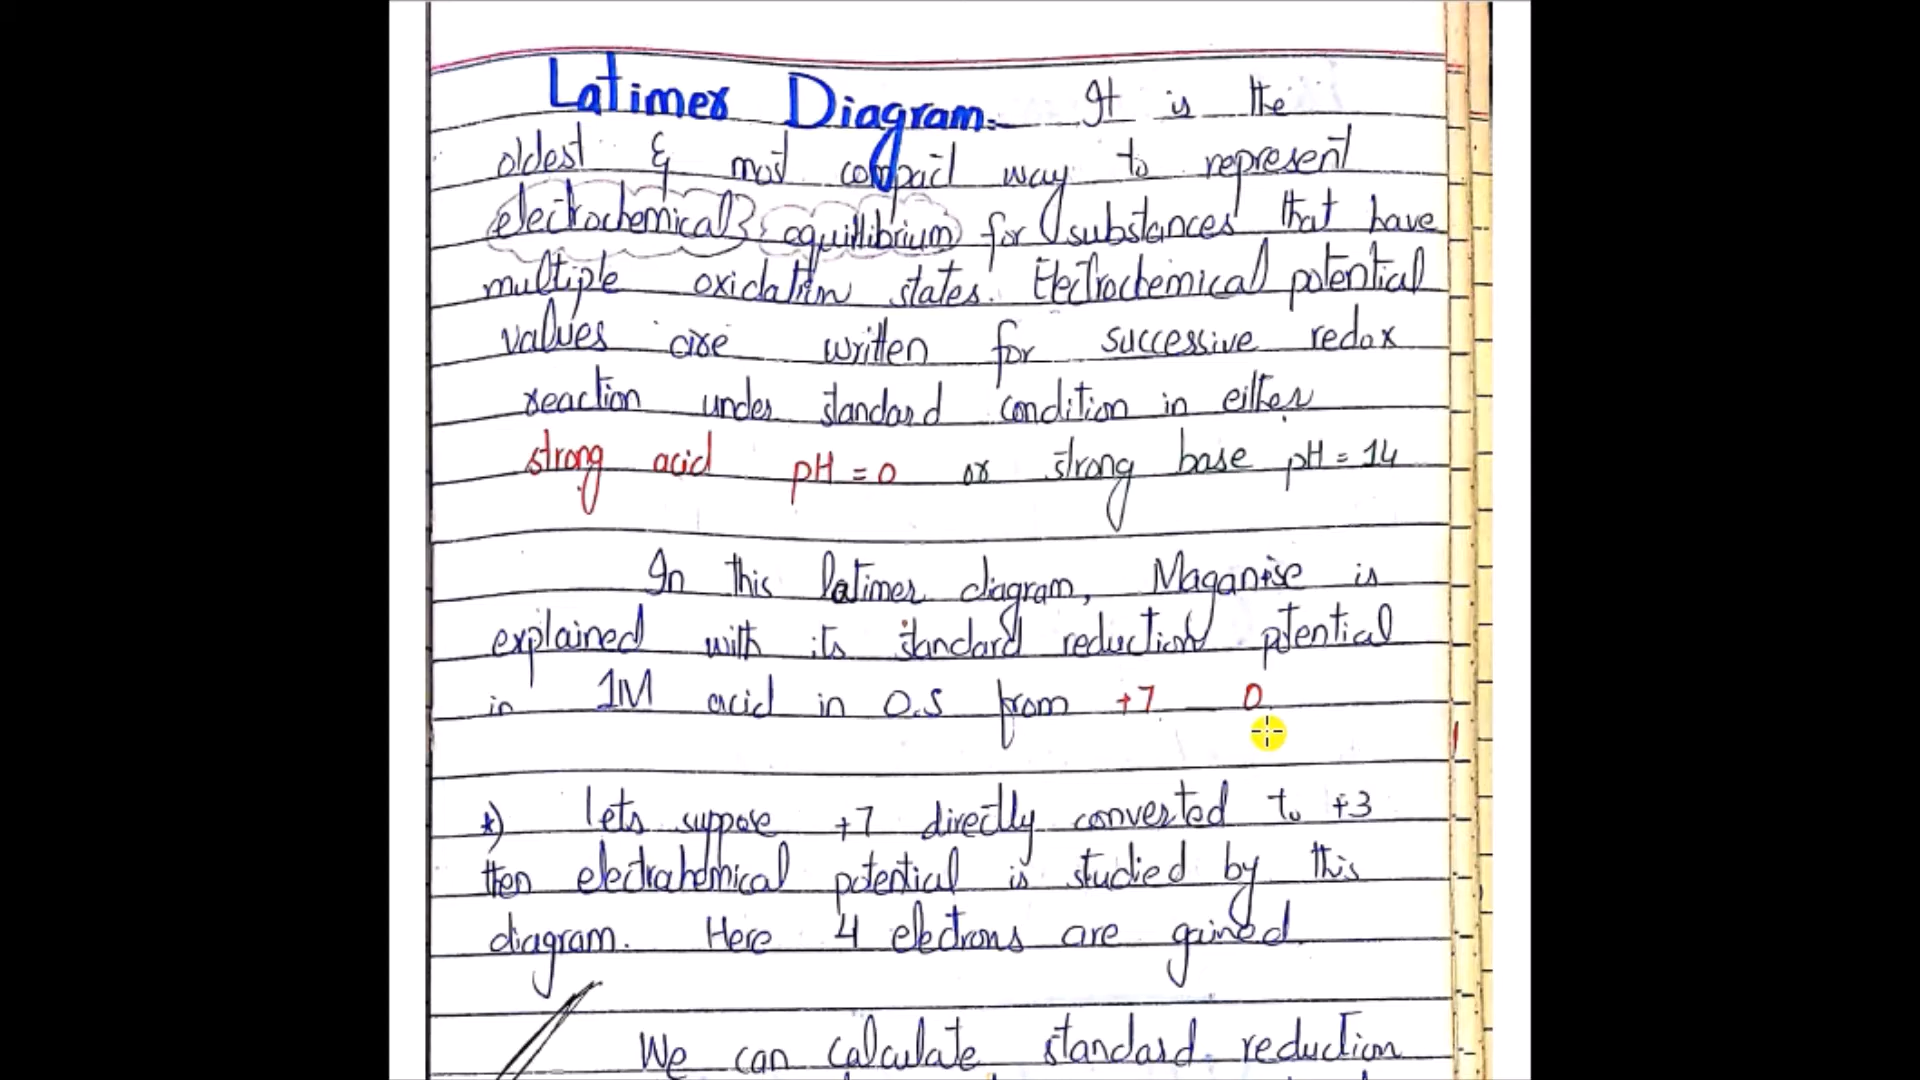 Latimer Diagram. It is the
oldest & most compact way to represent
electrochemical equillibrium for substances that have
multiple oxidation states. Electrochemical potential
values are written for successive redox
reaction under standard condition in either
strong acid pH = 0 or strong base pH = 14
In this latimer diagram, Maganise is
explained with its standard reduction potential
in 1M acid in O.S from +7 0
*) lets suppose +7 directly converted to +3
then electrahemical potential is studied by this
diagram. Here 4 electrons are gained
We can calculate standard reduction